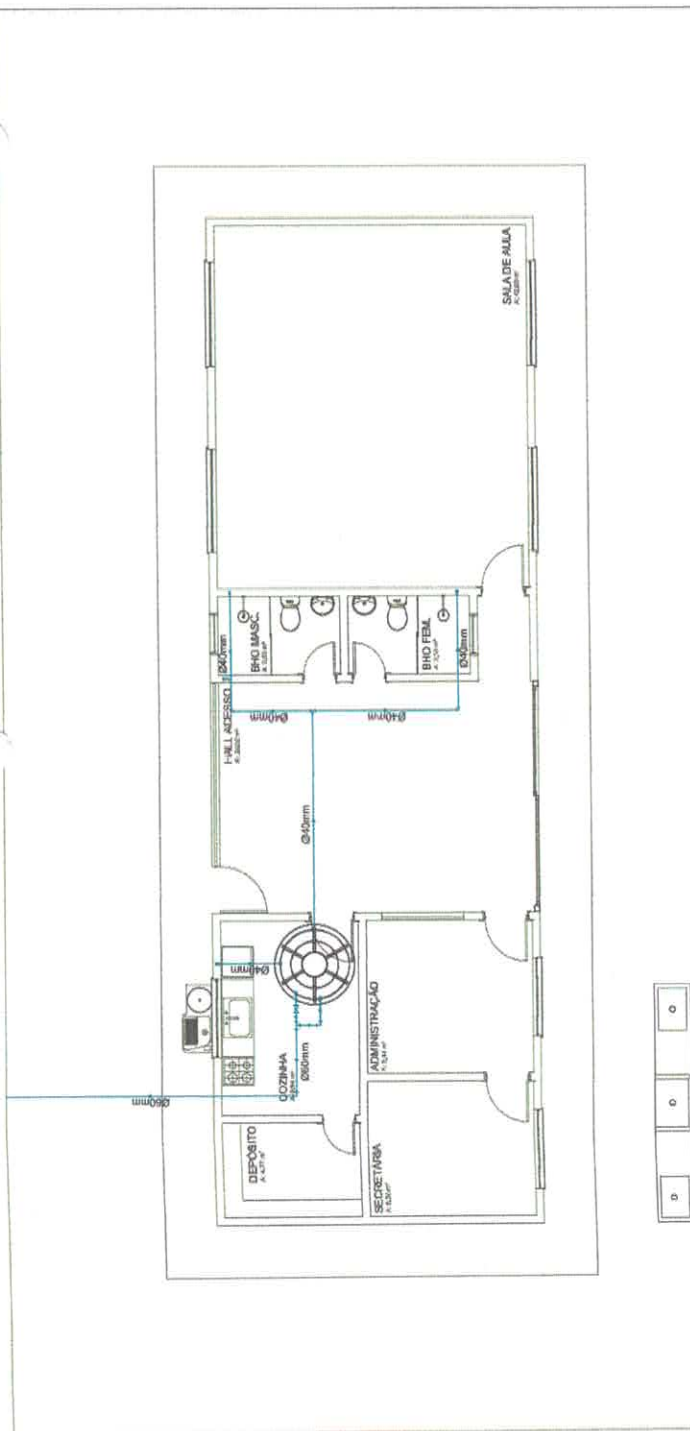 SALA DE AULA
Ø40mm
BHO MASC.
BHO FEM.
Ø40mm
HALL ACESSO
Ø40mm
Ø40mm
Ø40mm
Ø40mm
ADMINISTRAÇÃO
COZINHA
Ø60mm
Ø60mm
DEPÓSITO
SECRETARIA